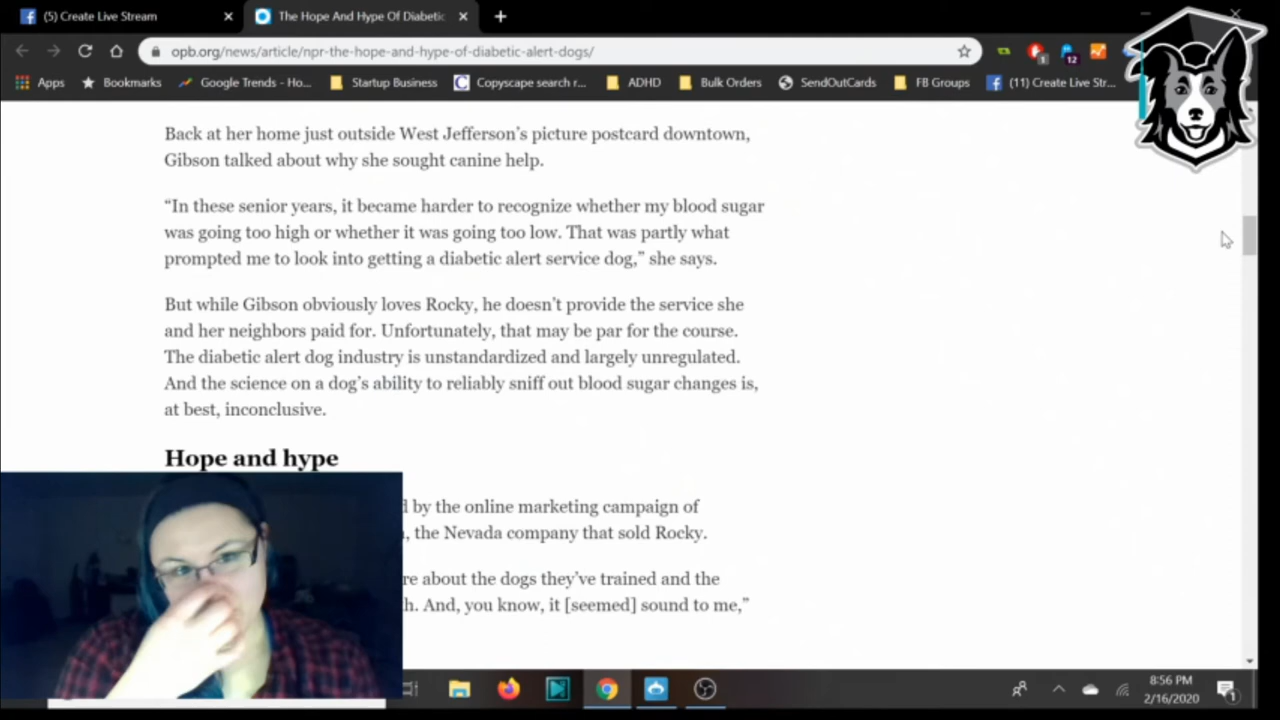 (5) Create Live Stream
The Hope And Hype Of Diabetic
opb.org/news/article/npr-the-hope-and-hype-of-diabetic-alert-dogs/
1
12
Apps
Bookmarks
Google Trends - Ho...
Startup Business
Copyscape search r...
ADHD
Bulk Orders
SendOutCards
FB Groups
(11) Create Live Str...
Back at her home just outside West Jefferson’s picture postcard downtown,
Gibson talked about why she sought canine help.
“In these senior years, it became harder to recognize whether my blood sugar
was going too high or whether it was going too low. That was partly what
prompted me to look into getting a diabetic alert service dog,” she says.
But while Gibson obviously loves Rocky, he doesn’t provide the service she
and her neighbors paid for. Unfortunately, that may be par for the course.
The diabetic alert dog industry is unstandardized and largely unregulated.
And the science on a dog’s ability to reliably sniff out blood sugar changes is,
at best, inconclusive.
Hope and hype
by the online marketing campaign of
, the Nevada company that sold Rocky.
about the dogs they’ve trained and the
And, you know, it [seemed] sound to me,”
8:56 PM
2/16/2020
1